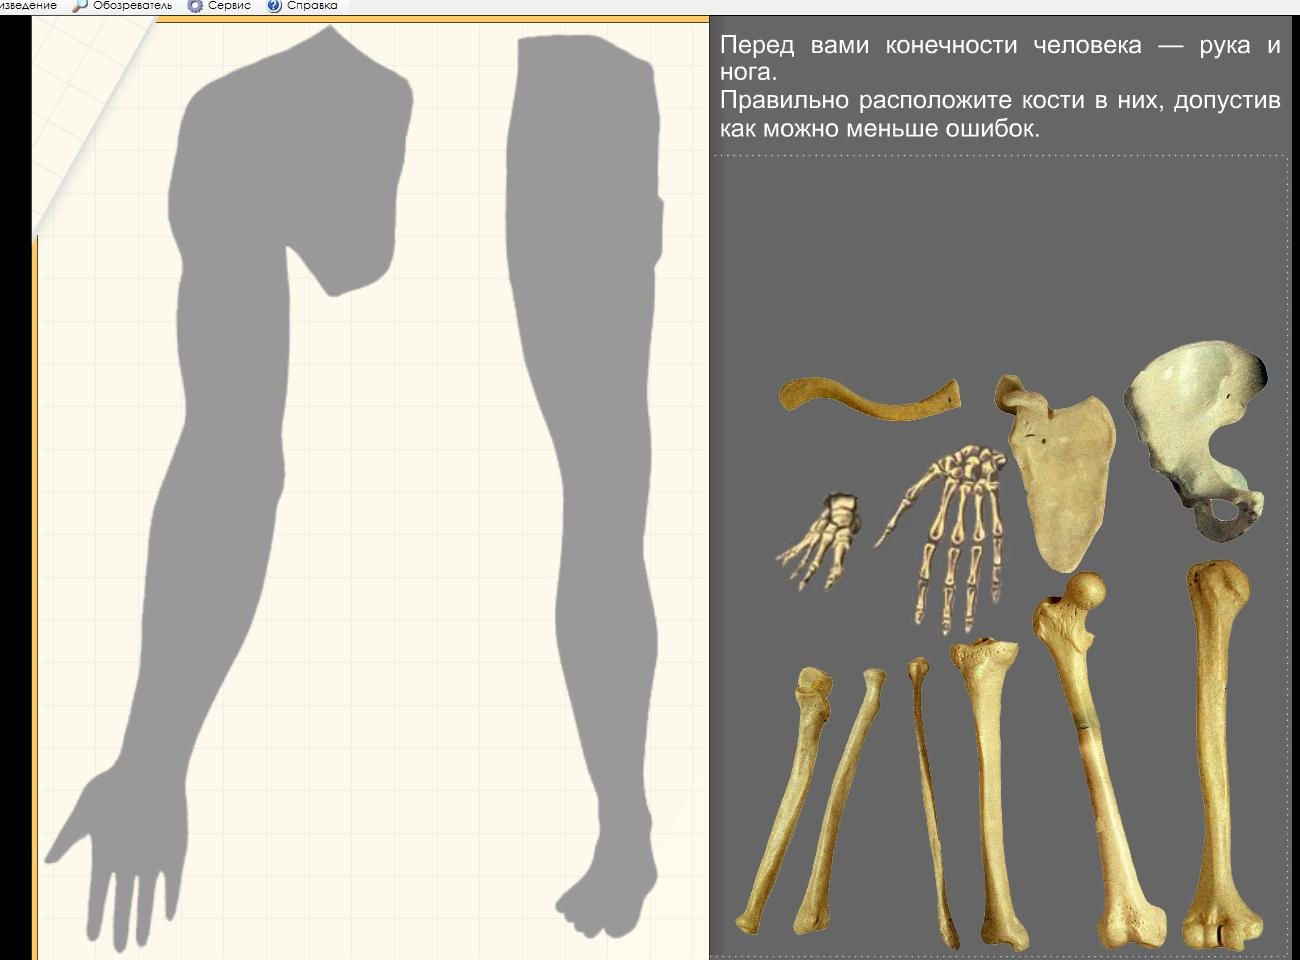 изведение Обозреватель Сервис Справка
Перед вами конечности человека — рука и
нога.
Правильно расположите кости в них, допустив
как можно меньше ошибок.